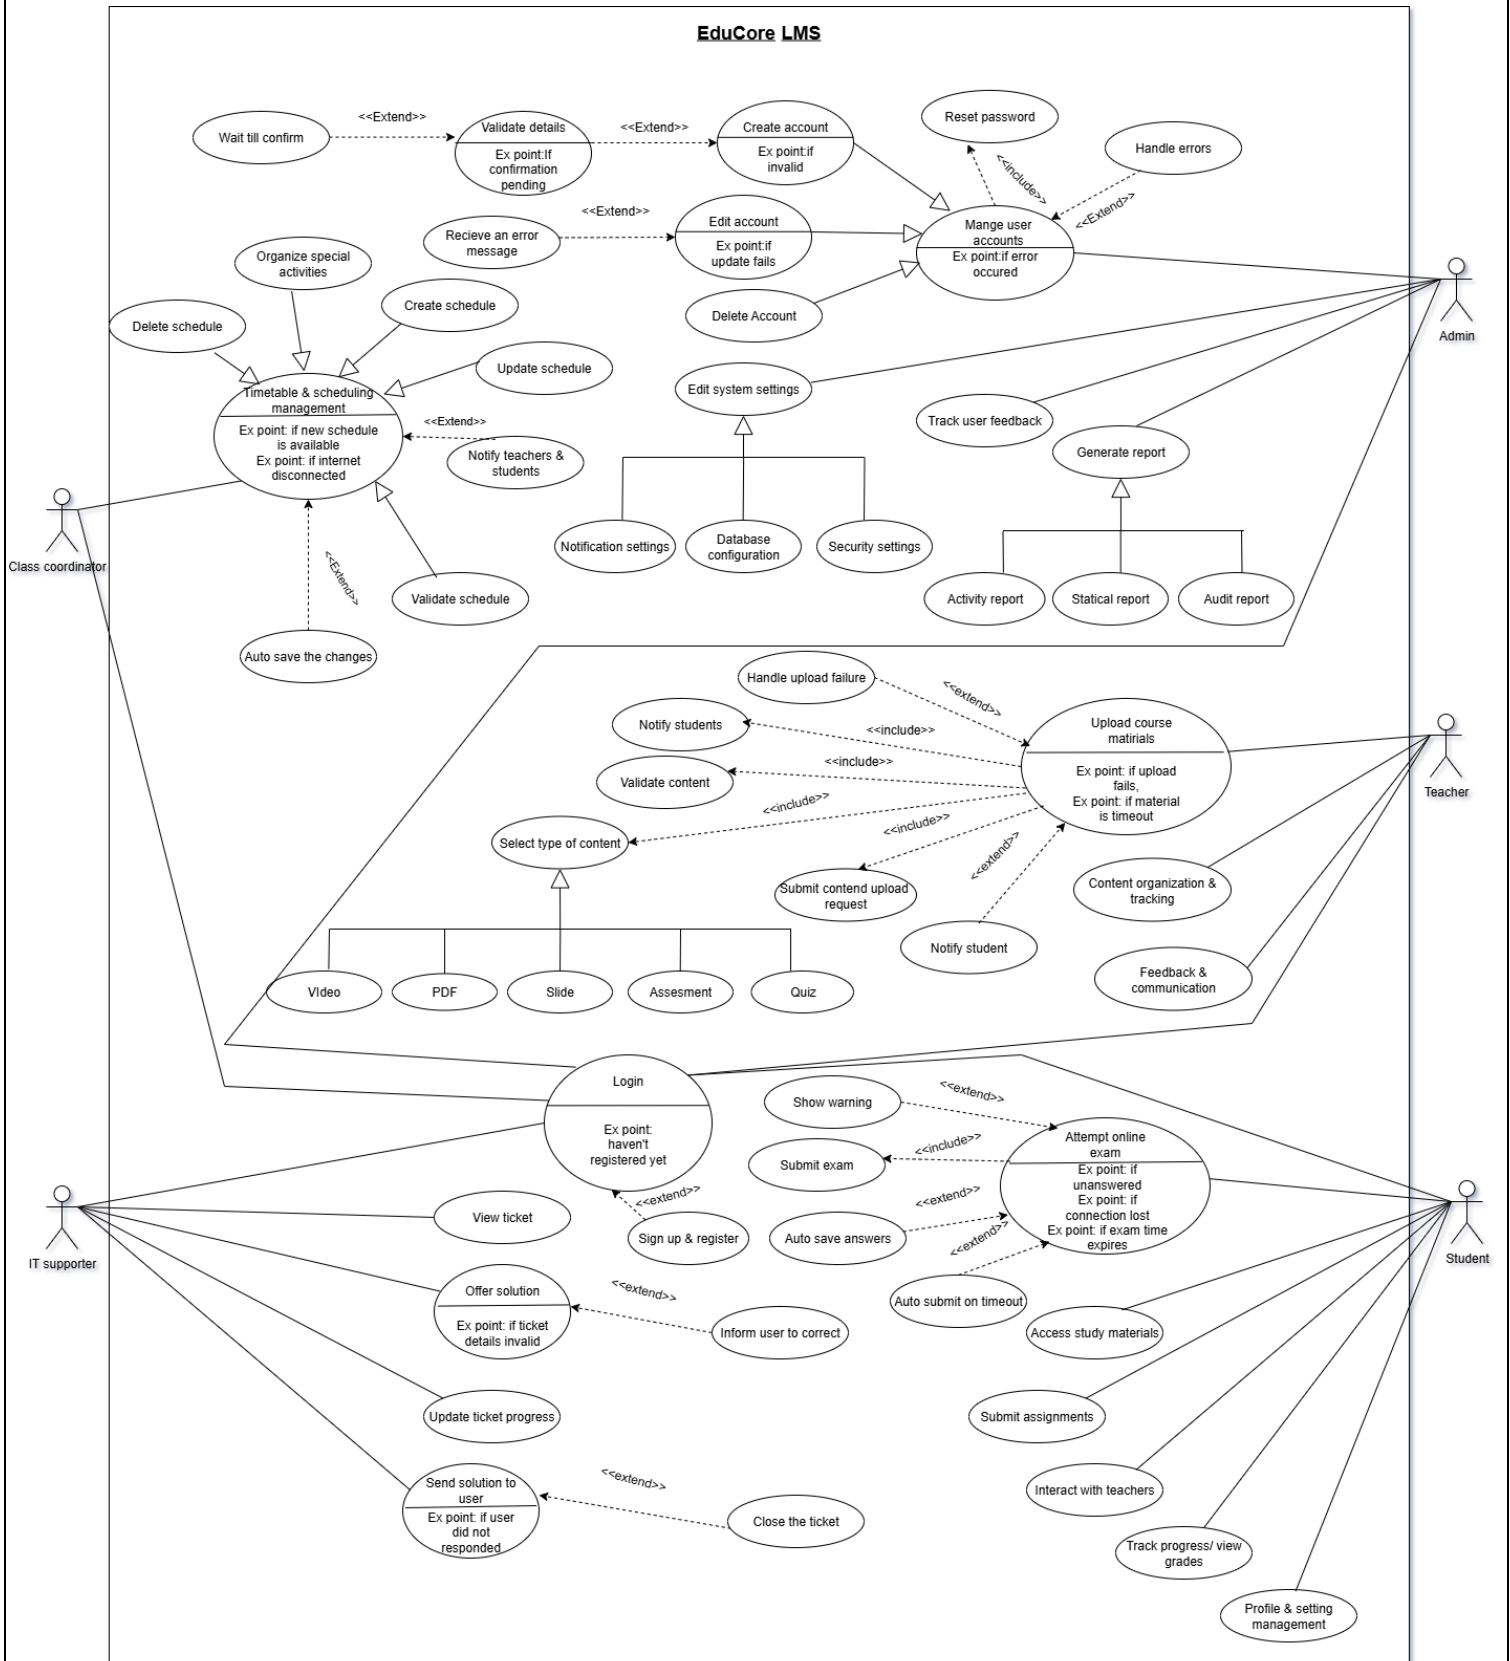 EduCore LMS
Wait till confirm
<<Extend>>
Validate details
Ex point:If
confirmation
pending
<<Extend>>
Create account
Ex point:if
invalid
Reset password
<<include>>
Handle errors
<<Extend>>
Recieve an error
message
<<Extend>>
Edit account
Ex point:if
update fails
Mange user
accounts
Ex point:if error
occured
Delete Account
Admin
Organize special
activities
Create schedule
Delete schedule
Update schedule
Timetable & scheduling
management
Ex point: if new schedule
is available
Ex point: if internet
disconnected
<<Extend>>
Notify teachers &
students
Class coordinator
<<Extend>>
Validate schedule
Auto save the changes
Edit system settings
Notification settings
Database
configuration
Security settings
Track user feedback
Generate report
Activity report
Statical report
Audit report
Handle upload failure
<<extend>>
Notify students
<<include>>
Upload course
matirials
Ex point: if upload
fails,
Ex point: if material
is timeout
Teacher
Validate content
<<include>>
Select type of content
<<include>>
<<include>>
Submit contend upload
request
<<extend>>
Notify student
Content organization &
tracking
Feedback &
communication
VIdeo
PDF
Slide
Assesment
Quiz
Login
Ex point:
haven't
registered yet
<<extend>>
Sign up & register
Show warning
<<extend>>
Submit exam
<<include>>
Attempt online
exam
Ex point: if
unanswered
Ex point: if
connection lost
Ex point: if exam time
expires
Auto save answers
<<extend>>
<<extend>>
Auto submit on timeout
Student
IT supporter
View ticket
Offer solution
Ex point: if ticket
details invalid
<<extend>>
Inform user to correct
Update ticket progress
Send solution to
user
Ex point: if user
did not
responded
<<extend>>
Close the ticket
Access study materials
Submit assignments
Interact with teachers
Track progress/ view
grades
Profile & setting
management